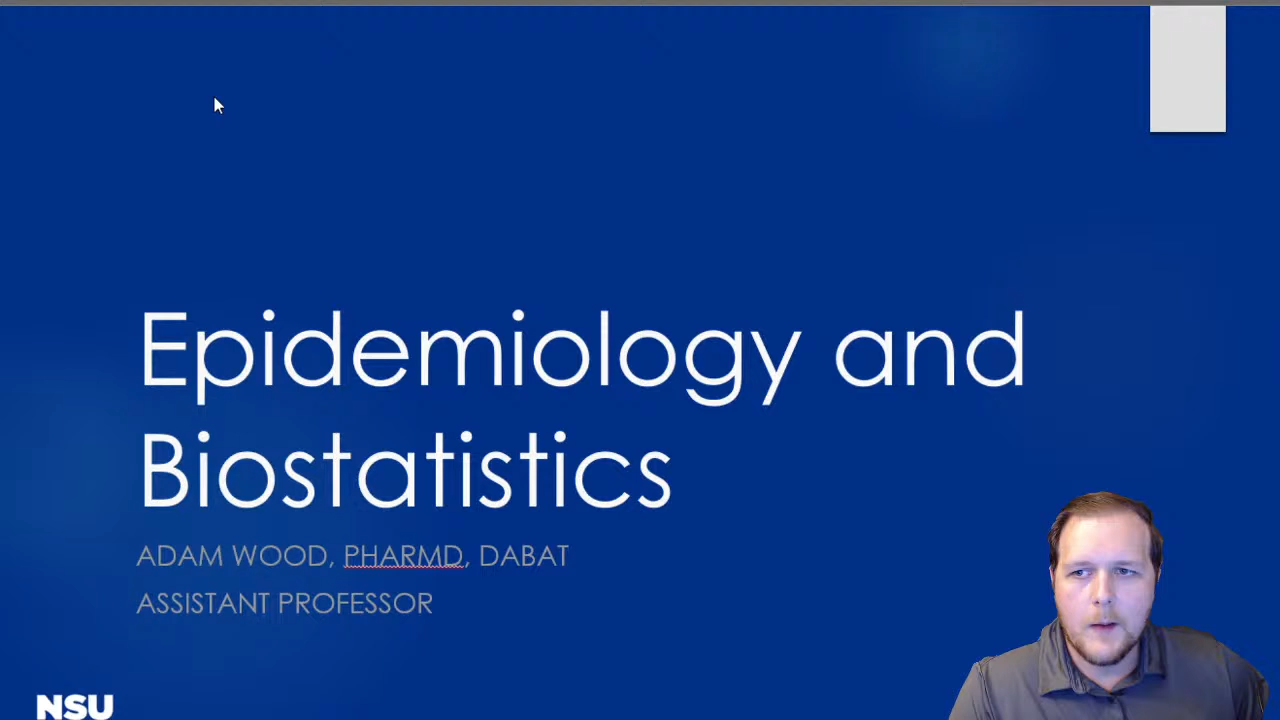 Epidemiology and
Biostatistics
ADAM WOOD, PHARMD, DABAT
ASSISTANT PROFESSOR
NSU